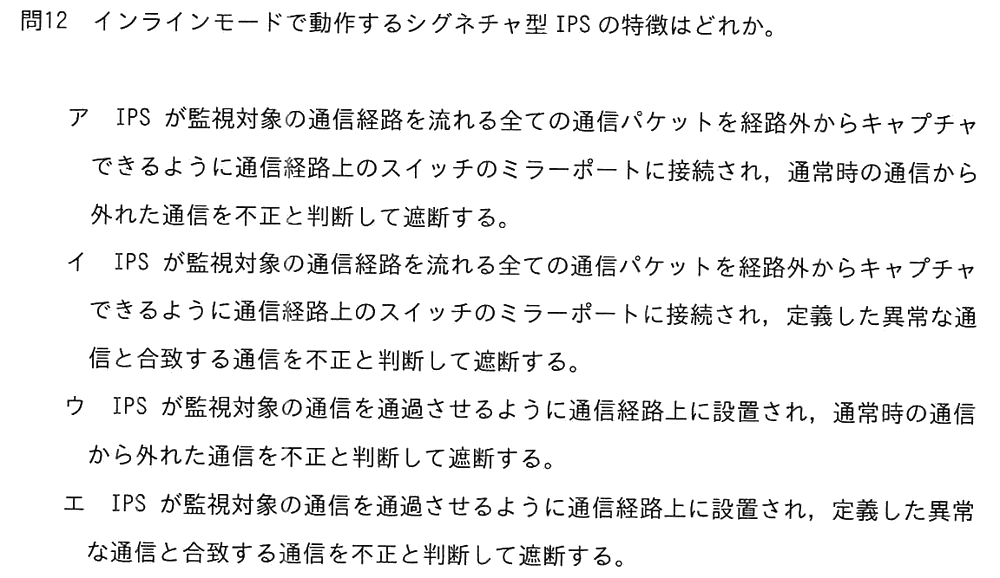 問12　インラインモードで動作するシグネチャ型 IPS の特徴はどれか。
ア　IPS が監視対象の通信経路を流れる全ての通信パケットを経路外からキャプチャ
できるように通信経路上のスイッチのミラーポートに接続され，通常時の通信から
外れた通信を不正と判断して遮断する。
イ　IPS が監視対象の通信経路を流れる全ての通信パケットを経路外からキャプチャ
できるように通信経路上のスイッチのミラーポートに接続され，定義した異常な通
信と合致する通信を不正と判断して遮断する。
ウ　IPS が監視対象の通信を通過させるように通信経路上に設置され，通常時の通信
から外れた通信を不正と判断して遮断する。
エ　IPS が監視対象の通信を通過させるように通信経路上に設置され，定義した異常
な通信と合致する通信を不正と判断して遮断する。